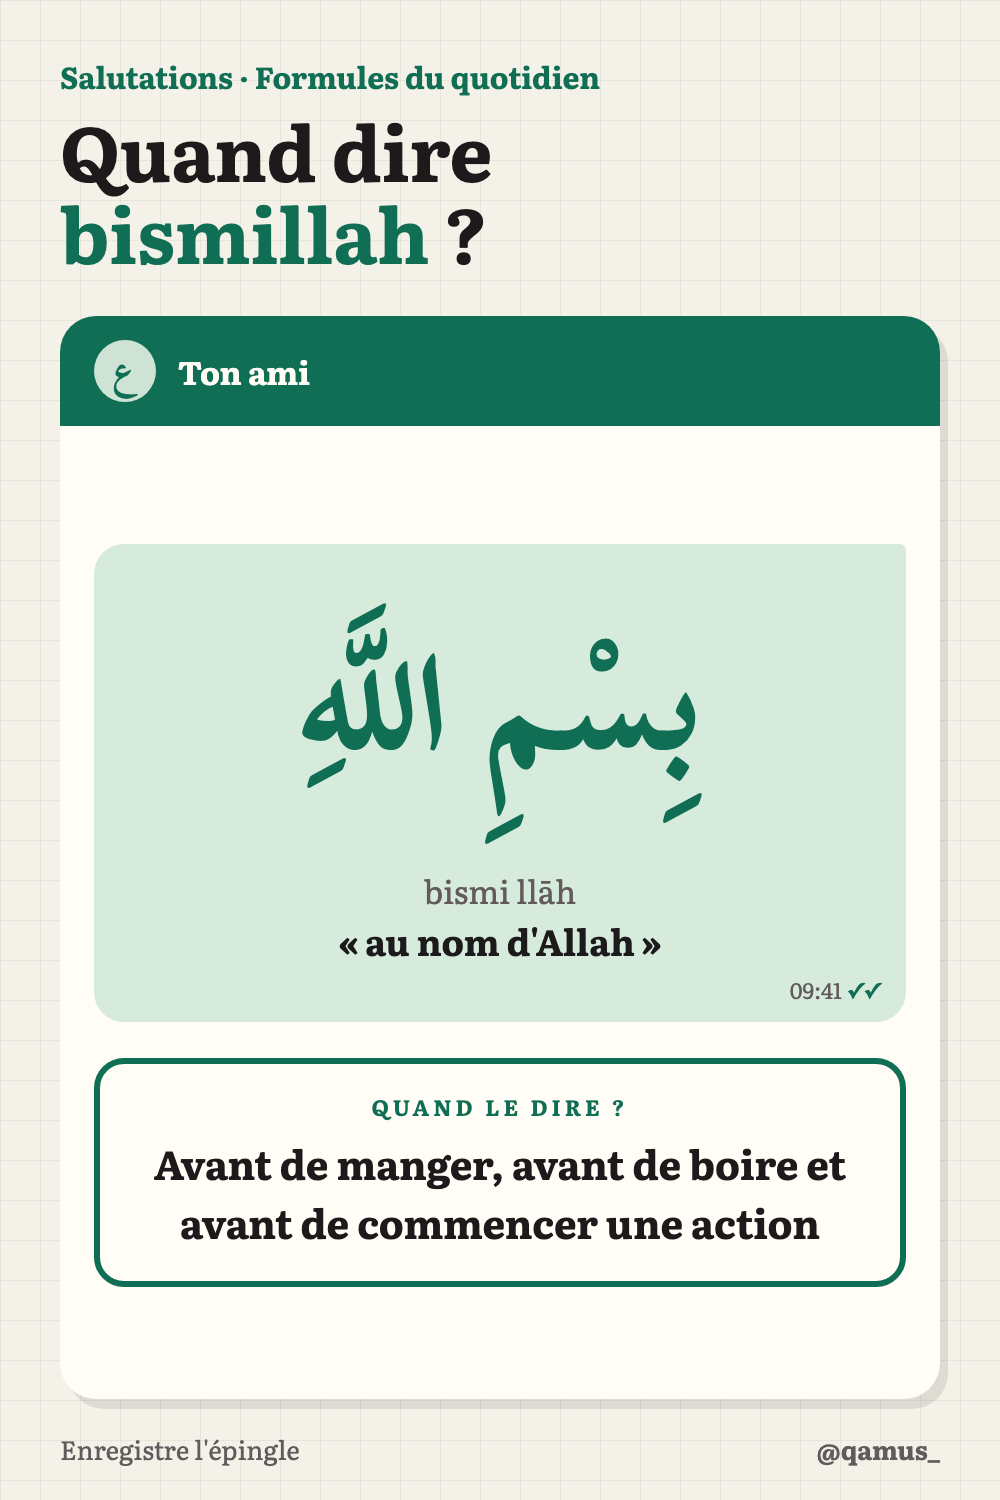 Salutations · Formules du quotidien
Quand dire
bismillah ?
ع
Ton ami
بِسْمِ اللَّهِ
bismi llāh
« au nom d'Allah »
09:41 ✓✓
QUAND LE DIRE ?
Avant de manger, avant de boire et
avant de commencer une action
Enregistre l'épingle
@qamus_